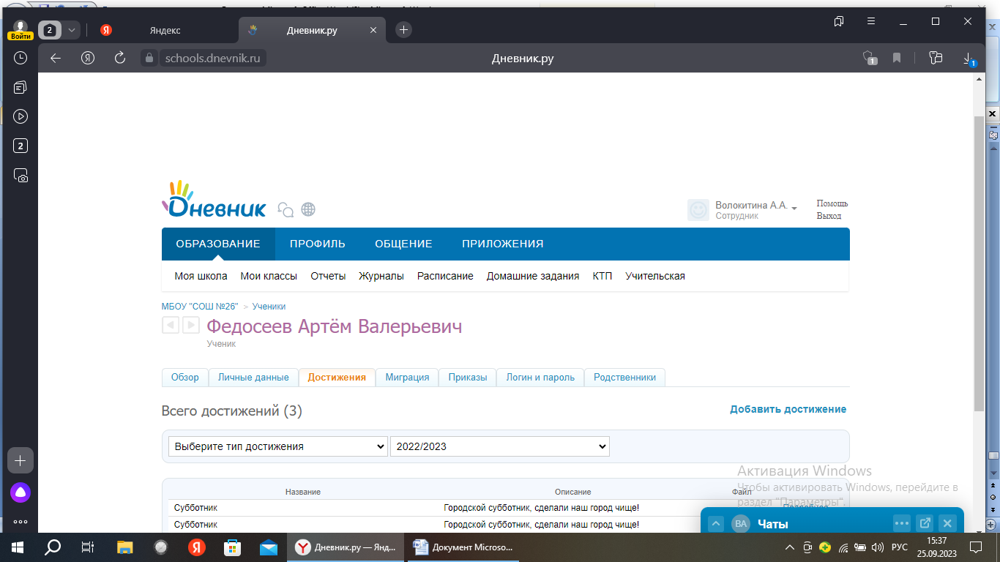 2
Яндекс
Дневник.ру
Войти
schools.dnevnik.ru
Дневник.ру
1
1
2
Дневник
Волокитина А.А.
Сотрудник
Помощь
Выход
ОБРАЗОВАНИЕ ПРОФИЛЬ ОБЩЕНИЕ ПРИЛОЖЕНИЯ
Моя школа Мои классы Отчеты Журналы Расписание Домашние задания КТП Учительская
МБОУ "СОШ №26" > Ученики
Федосеев Артём Валерьевич
Ученик
Обзор Личные данные Достижения Миграция Приказы Логин и пароль Родственники
Всего достижений (3)
Добавить достижение
Выберите тип достижения 2022/2023
Активация Windows
Чтобы активировать Windows, перейдите в
раздел "Параметры".
Название Описание Файл
Субботник Городской субботник, сделали наш город чище! Подробнее
Субботник Городской субботник, сделали наш город чище!
ВА Чаты
Дневник.ру — Янд...
Документ Microso...
РУС
15:37
25.09.2023